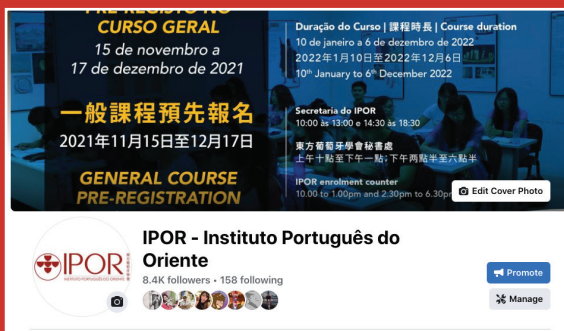 PRÉ-REGISTO NO
CURSO GERAL
15 de novembro a
17 de dezembro de 2021
一般課程預先報名
2021年11月15日至12月17日
GENERAL COURSE
PRE-REGISTRATION
Duração do Curso | 課程時長 | Course duration
10 de janeiro a 6 de dezembro de 2022
2022年1月10日至2022年12月6日
10th January to 6th December 2022
Secretaria do IPOR
10:00 às 13:00 e 14:30 às 18:30
東方葡萄牙學會秘書處
上午十點至下午一點;下午兩點半至六點半
IPOR enrolment counter
10.00 to 1.00pm and 2.30pm to 6.30p
Edit Cover Photo
IPOR
INSTITUTO PORTUGUÊS DO ORIENTE
IPOR - Instituto Português do
Oriente
8.4K followers • 158 following
Promote
Manage